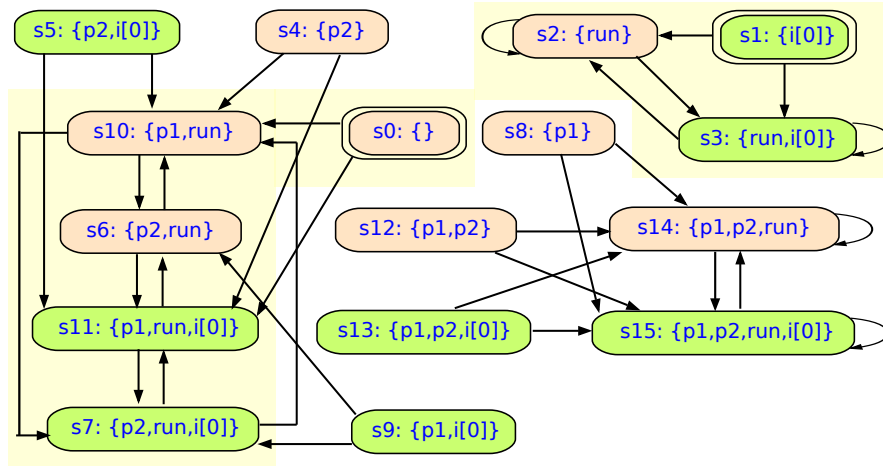 s5: {p2,i[0]}
s4: {p2}
s2: {run}
s1: {i[0]}
s10: {p1,run}
s0: {}
s8: {p1}
s3: {run,i[0]}
s6: {p2,run}
s12: {p1,p2}
s14: {p1,p2,run}
s11: {p1,run,i[0]}
s13: {p1,p2,i[0]}
s15: {p1,p2,run,i[0]}
s7: {p2,run,i[0]}
s9: {p1,i[0]}